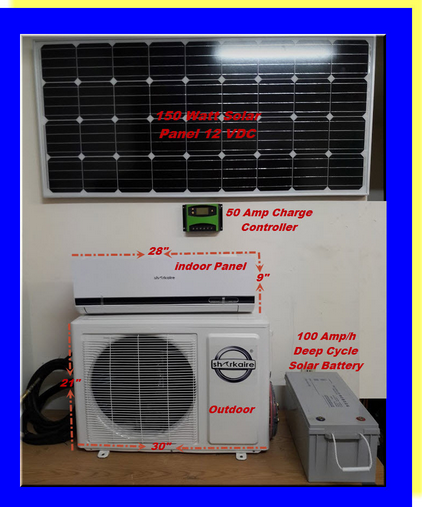 150 Watt Solar
Panel 12 VDC
50 Amp Charge
Controller
28"
indoor Panel
9"
sharkaire
100 Amp/h
Deep Cycle
Solar Battery
sharkaire
21"
Outdoor
30"